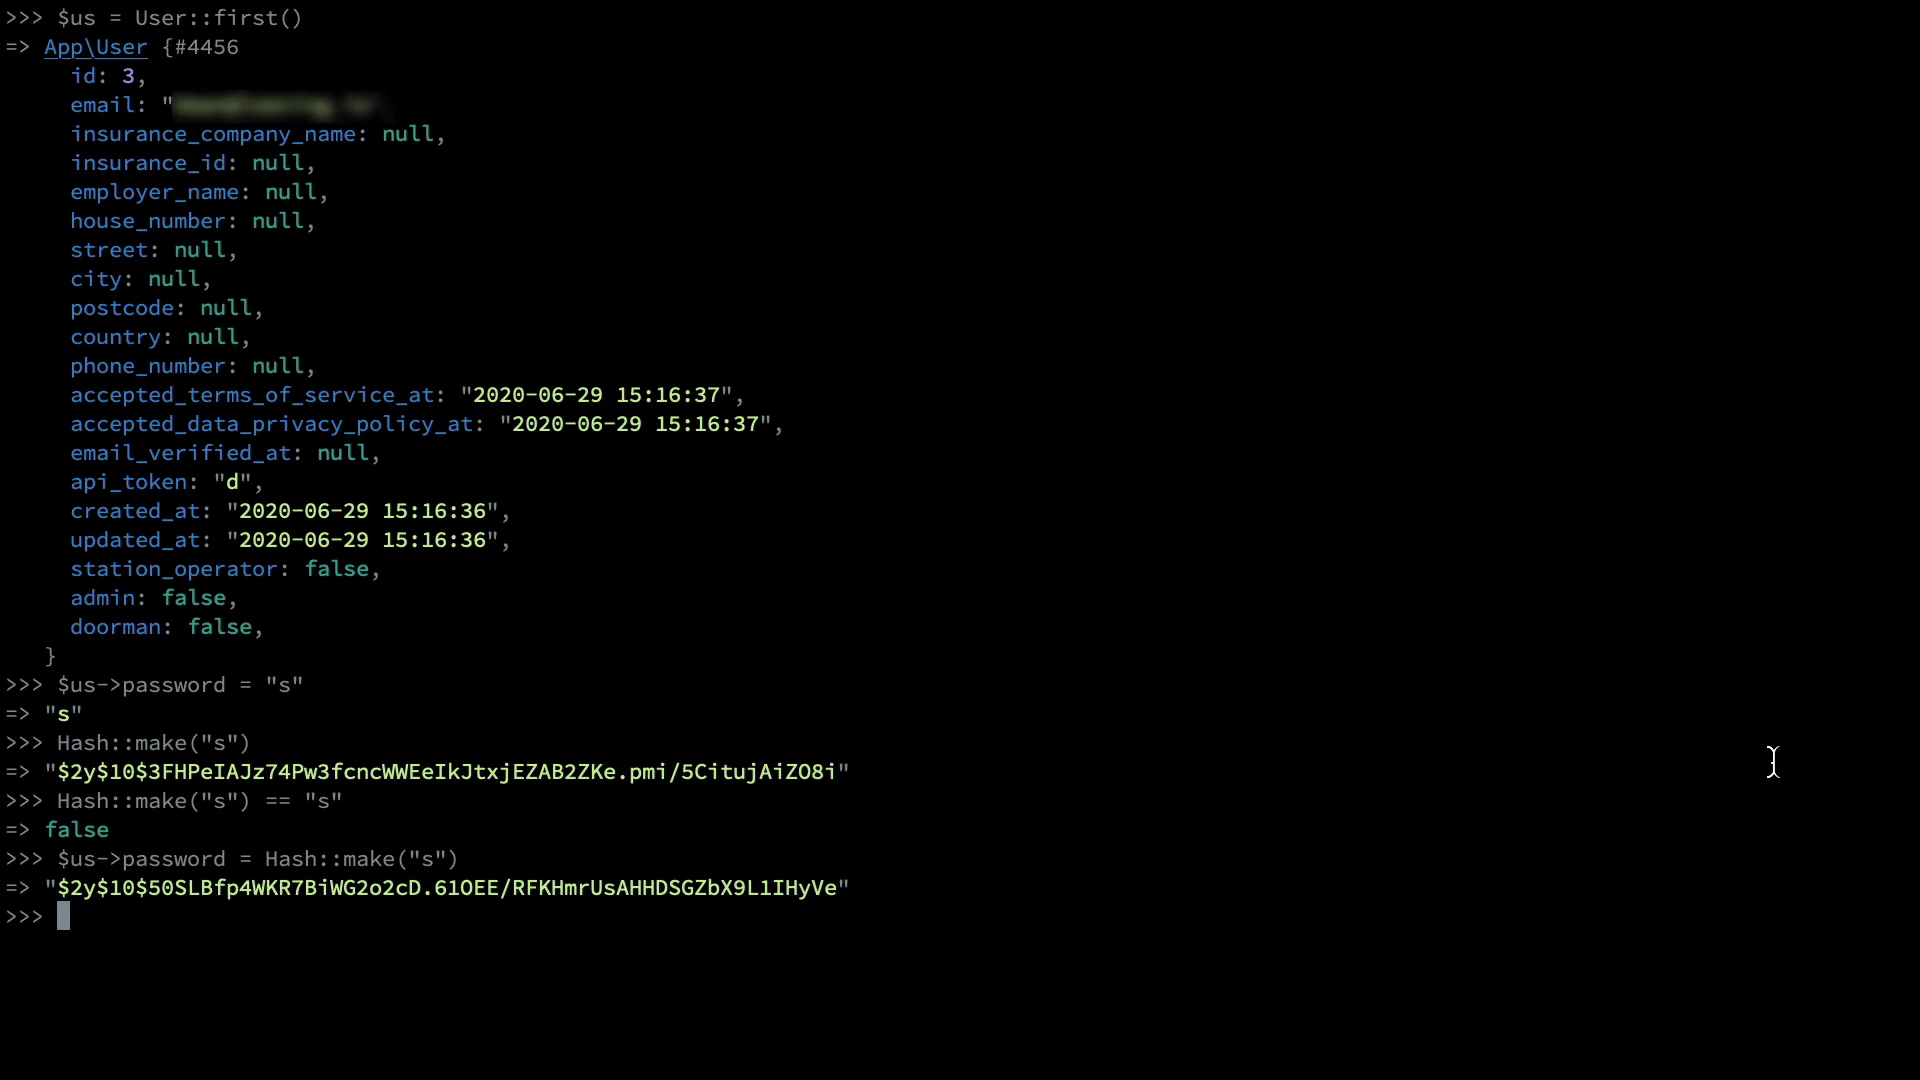 >>> $us = User::first()
=> App\User {#4456
id: 3,
email: "
insurance_company_name: null,
insurance_id: null,
employer_name: null,
house_number: null,
street: null,
city: null,
postcode: null,
country: null,
phone_number: null,
accepted_terms_of_service_at: "2020-06-29 15:16:37",
accepted_data_privacy_policy_at: "2020-06-29 15:16:37",
email_verified_at: null,
api_token: "d",
created_at: "2020-06-29 15:16:36",
updated_at: "2020-06-29 15:16:36",
station_operator: false,
admin: false,
doorman: false,
}
>>> $us->password = "s"
=> "s"
>>> Hash::make("s")
=> "$2y$10$3FHPeIAJz74Pw3fcncWWEeIkJtxjEZAB2ZKe.pmi/5CitujAiZO8i"
>>> Hash::make("s") == "s"
=> false
>>> $us->password = Hash::make("s")
=> "$2y$10$50SLBfp4WKR7BiWG2o2cD.61OEE/RFKHmrUsAHHDSGZbX9L1IHyVe"
>>>